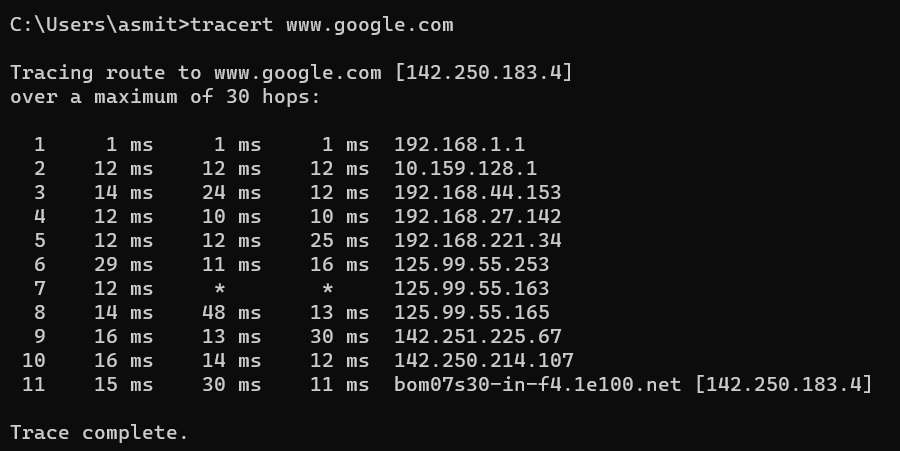 C:\Users\asmit>tracert www.google.com
Tracing route to www.google.com [142.250.183.4]
over a maximum of 30 hops:
1 1 ms 1 ms 1 ms 192.168.1.1
2 12 ms 12 ms 12 ms 10.159.128.1
3 14 ms 24 ms 12 ms 192.168.44.153
4 12 ms 10 ms 10 ms 192.168.27.142
5 12 ms 12 ms 25 ms 192.168.221.34
6 29 ms 11 ms 16 ms 125.99.55.253
7 12 ms * * 125.99.55.163
8 14 ms 48 ms 13 ms 125.99.55.165
9 16 ms 13 ms 30 ms 142.251.225.67
10 16 ms 14 ms 12 ms 142.250.214.107
11 15 ms 30 ms 11 ms bom07s30-in-f4.1e100.net [142.250.183.4]
Trace complete.